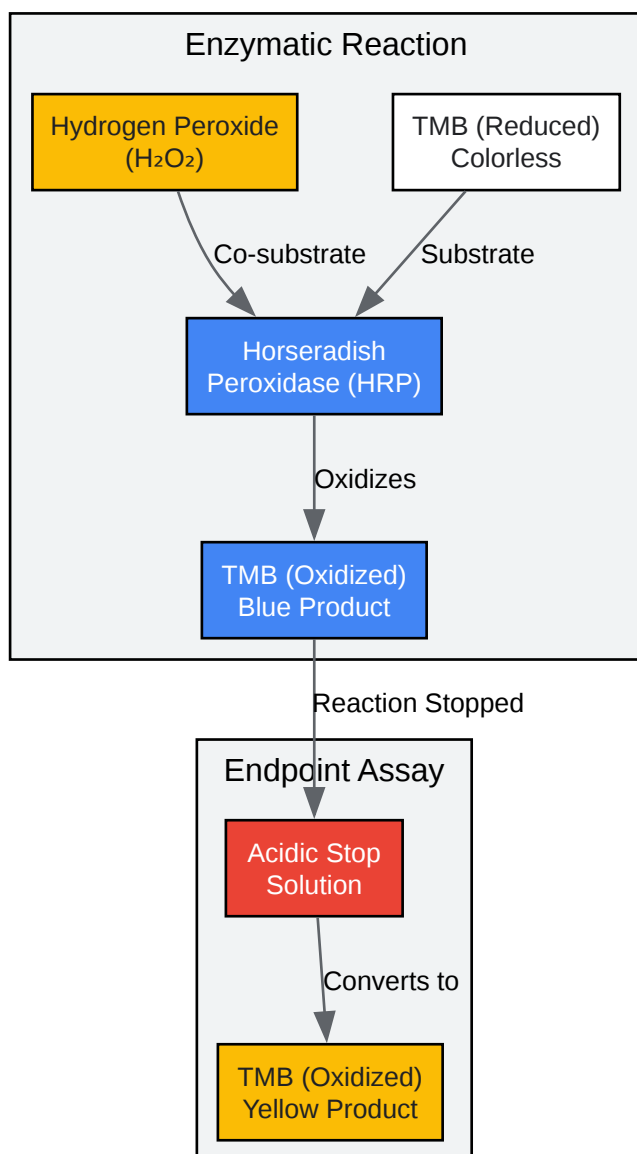 Enzymatic Reaction
Hydrogen Peroxide
(H₂O₂)
TMB (Reduced)
Colorless
Co-substrate
Substrate
Horseradish
Peroxidase (HRP)
Oxidizes
TMB (Oxidized)
Blue Product
Reaction Stopped
Endpoint Assay
Acidic Stop
Solution
Converts to
TMB (Oxidized)
Yellow Product